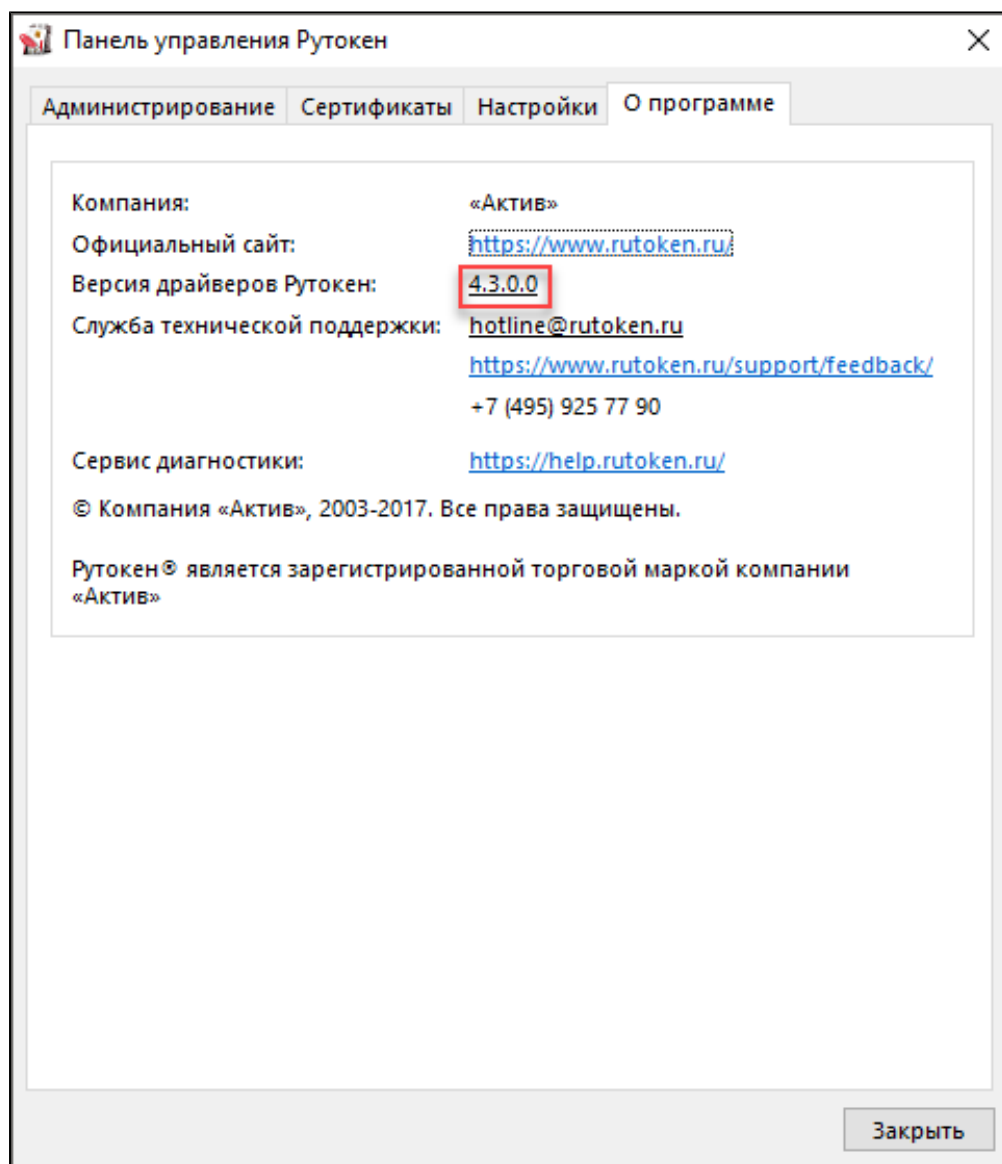 Панель управления Рутокен
Администрирование Сертификаты Настройки О программе
Компания: «Актив»
Официальный сайт: https://www.rutoken.ru/
Версия драйверов Рутокен: 4.3.0.0
Служба технической поддержки: hotline@rutoken.ru
https://www.rutoken.ru/support/feedback/
+7 (495) 925 77 90
Сервис диагностики: https://help.rutoken.ru/
© Компания «Актив», 2003-2017. Все права защищены.
Рутокен® является зарегистрированной торговой маркой компании
«Актив»
Закрыть